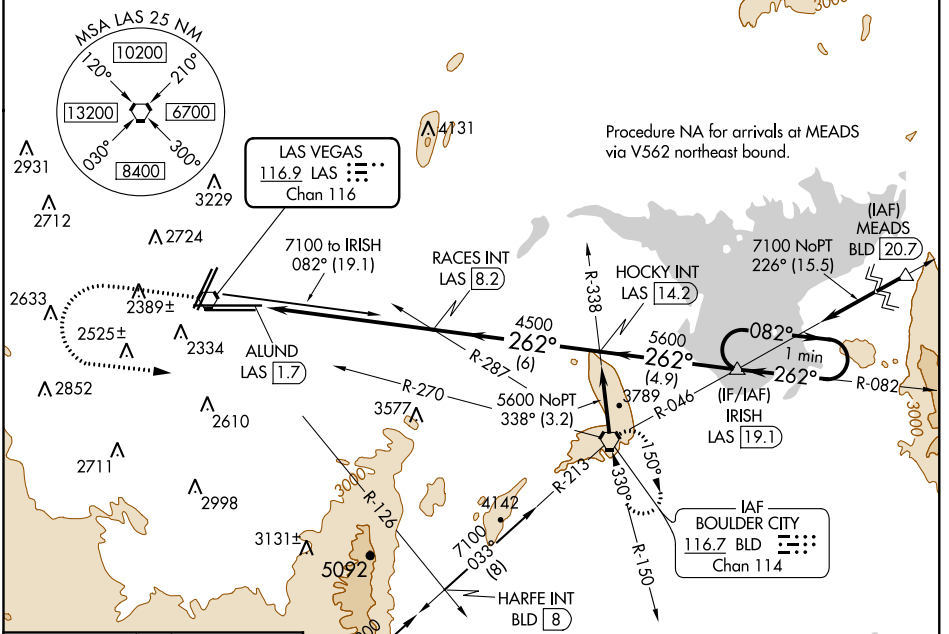 MSA LAS 25 NM
10200
120°
210°
13200
6700
030°
300°
8400
3000
4131
Procedure NA for arrivals at MEADS
via V562 northeast bound.
2931
2712
3229
2724
LAS VEGAS
116.9 LAS
Chan 116
7100 to IRISH
082° (19.1)
RACES INT
LAS 8.2
HOCKY INT
LAS 14.2
R-338
(IAF)
MEADS
BLD 20.7
7100 NoPT
226° (15.5)
2633
2389±
2525±
2334
2852
ALUND
LAS 1.7
4500
262°
(6)
5600
262°
(4.9)
082°
1 min
262°
R-082
3000
R-287
R-270
5600 NoPT
338° (3.2)
3577
3789
R-046
(IF/IAF)
IRISH
LAS 19.1
2610
2711
2998
3000
R-126
4142
R-213
150°
330°
R-150
IAF
BOULDER CITY
116.7 BLD
Chan 114
3131±
5092
7100
033°
(8)
HARFE INT
BLD 8